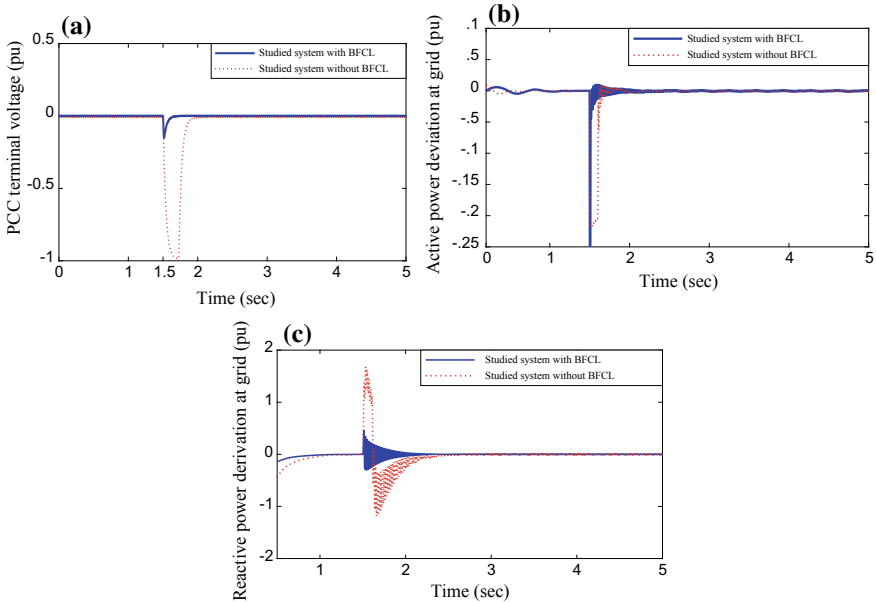 (a)
0.5
0
-0.5
-1
PCC terminal voltage (pu)
Studied system with BFCL
Studied system without BFCL
0 1 1.5 2 3 4 5
Time (sec)
(b)
.1
.5
0
-.5
-.1
-.15
-.2
-.25
Active power deviation at grid (pu)
Studied system with BFCL
Studied system without BFCL
0 1 2 3 4 5
Time (sec)
(c)
2
1
0
-1
-2
Reactive power derivation at grid (pu)
Studied system with BFCL
Studied system without BFCL
1 2 3 4 5
Time (sec)